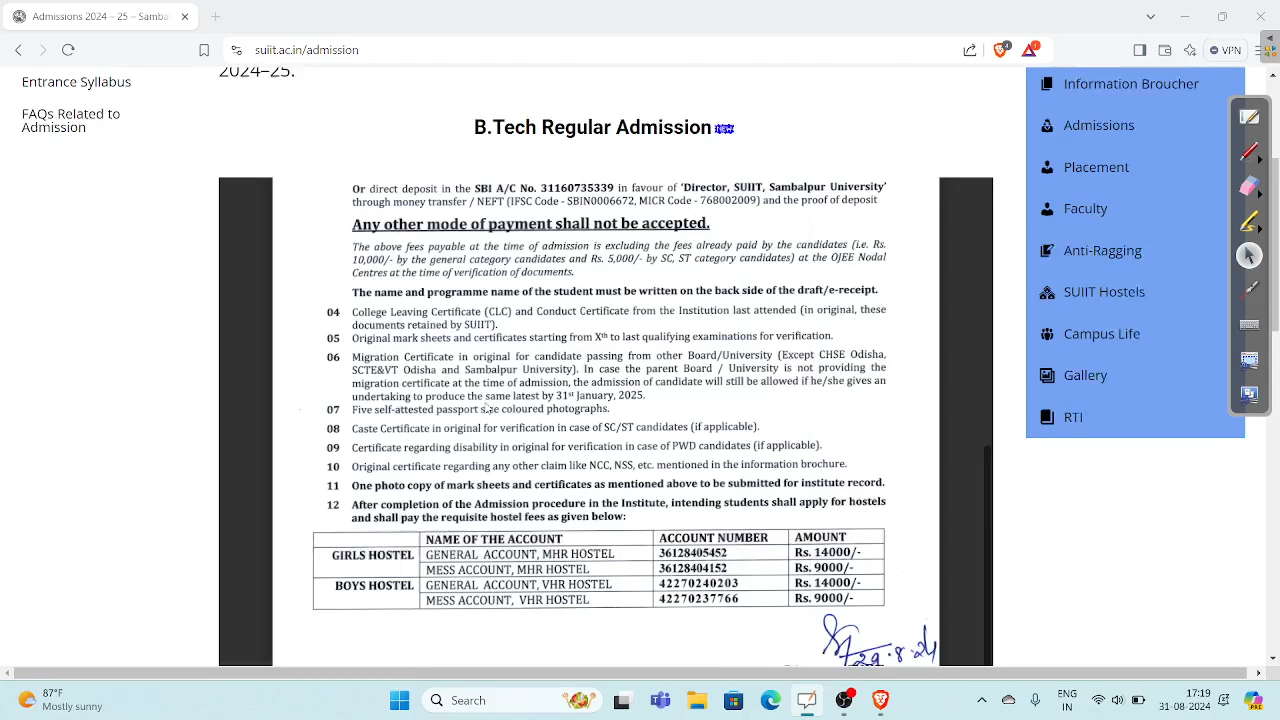 2024 Admission 25 - Samba
suiit.ac.in/admission
4
1
VPN
Entrance Syllabus
FAQs Related to
Admission
2024–25.
B.Tech Regular Admission
Or direct deposit in the SBI A/C No. 31160735339 in favour of 'Director, SUIIT, Sambalpur University'
through money transfer / NEFT (IFSC Code - SBIN0006672, MICR Code - 768002009) and the proof of deposit
Any other mode of payment shall not be accepted.
The above fees payable at the time of admission is excluding the fees already paid by the candidates (i.e. Rs.
10,000/- by the general category candidates and Rs. 5,000/- by SC, ST category candidates) at the OJEE Nodal
Centres at the time of verification of documents.
The name and programme name of the student must be written on the back side of the draft/e-receipt.
04 College Leaving Certificate (CLC) and Conduct Certificate from the Institution last attended (in original, these
documents retained by SUIIT).
05 Original mark sheets and certificates starting from Xth to last qualifying examinations for verification.
06 Migration Certificate in original for candidate passing from other Board/University (Except CHSE Odisha,
SCTE&VT Odisha and Sambalpur University). In case the parent Board / University is not providing the
migration certificate at the time of admission, the admission of candidate will still be allowed if he/she gives an
undertaking to produce the same latest by 31st January, 2025.
07 Five self-attested passport size coloured photographs.
08 Caste Certificate in original for verification in case of SC/ST candidates (if applicable).
09 Certificate regarding disability in original for verification in case of PWD candidates (if applicable).
10 Original certificate regarding any other claim like NCC, NSS, etc. mentioned in the information brochure.
11 One photo copy of mark sheets and certificates as mentioned above to be submitted for institute record.
12 After completion of the Admission procedure in the Institute, intending students shall apply for hostels
and shall pay the requisite hostel fees as given below:
NAME OF THE ACCOUNT ACCOUNT NUMBER AMOUNT
GIRLS HOSTEL GENERAL ACCOUNT, MHR HOSTEL 36128405452 Rs. 14000/-
MESS ACCOUNT, MHR HOSTEL 36128404152 Rs. 9000/-
BOYS HOSTEL GENERAL ACCOUNT, VHR HOSTEL 42270240203 Rs. 14000/-
MESS ACCOUNT, VHR HOSTEL 42270237766 Rs. 9000/-
29.8.24
Information Broucher
Admissions
Placement
Faculty
Anti-Raging
SUIIT Hostels
Campus Life
Gallery
RTI
87°F
Mostly sunny
Search
ENG
IN
17:19
31-08-2024